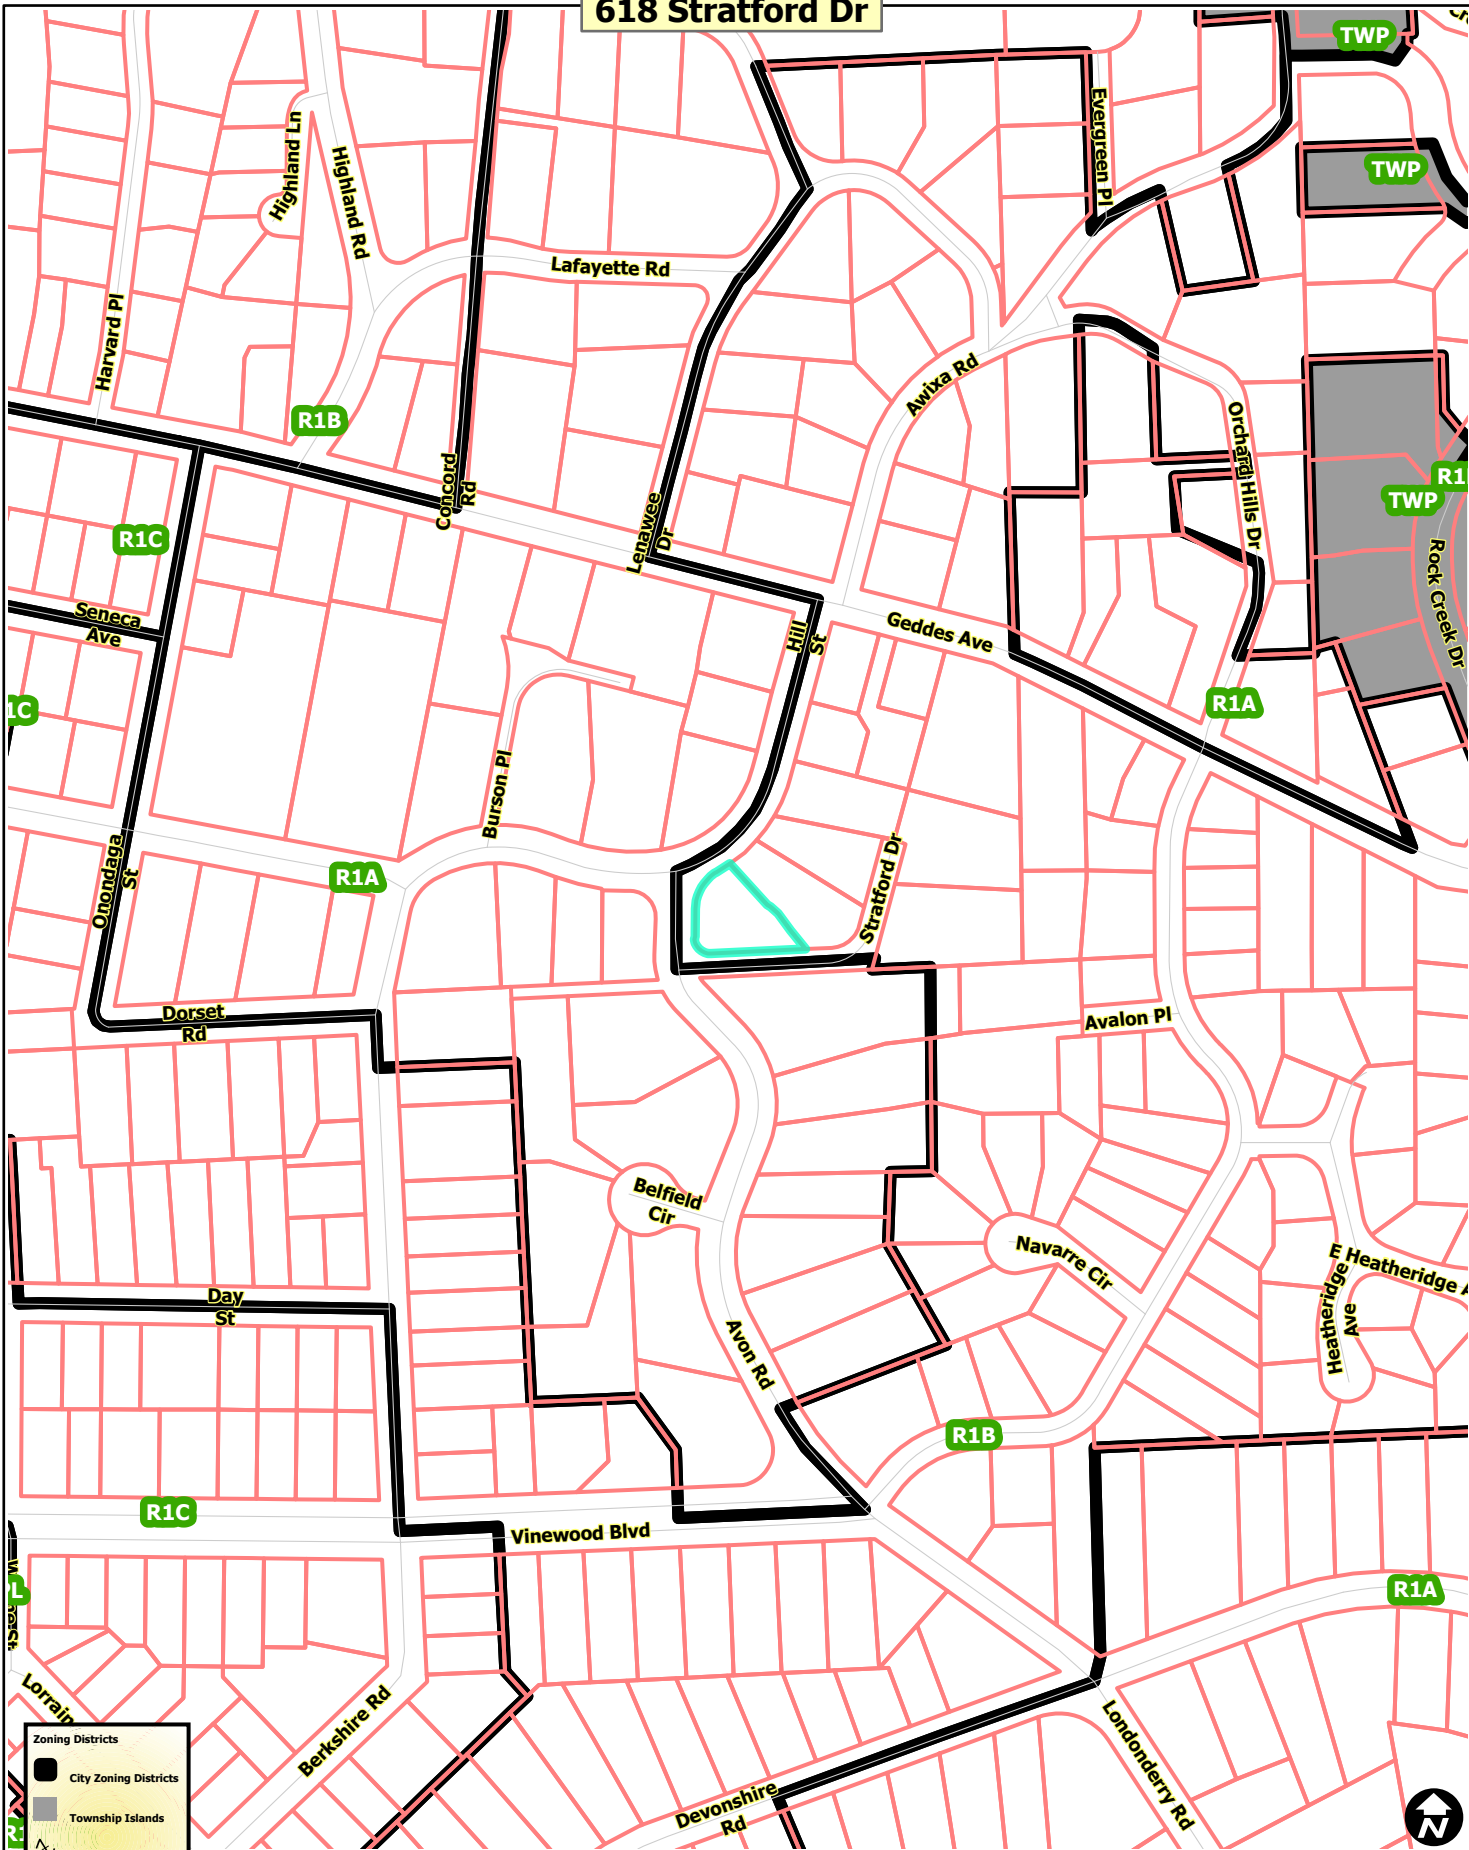 618 Stratford Dr
TWP
Evergreen Pl
Highland Ln
Highland Rd
TWP
Lafayette Rd
Harvard Pl
Awixa Rd
R1B
Orchard Hills Dr
Concord
Rd
TWP
Lenawee
Dr
R1C
Rock Creek Dr
Seneca
Ave
Hill
St
Geddes Ave
1C
R1A
Burson Pl
Onondaga
St
R1A
Stratford Dr
Dorset
Rd
Avalon Pl
Belfield
Cir
Navarre Cir
E Heatheridge
Heatheridge
Ave
Day
St
Avon Rd
R1B
R1C
Vinewood Blvd
R1A
Lorrain
Berkshire Rd
Londonderry Rd
Devonshire
Rd
Zoning Districts
City Zoning Districts
Township Islands
N